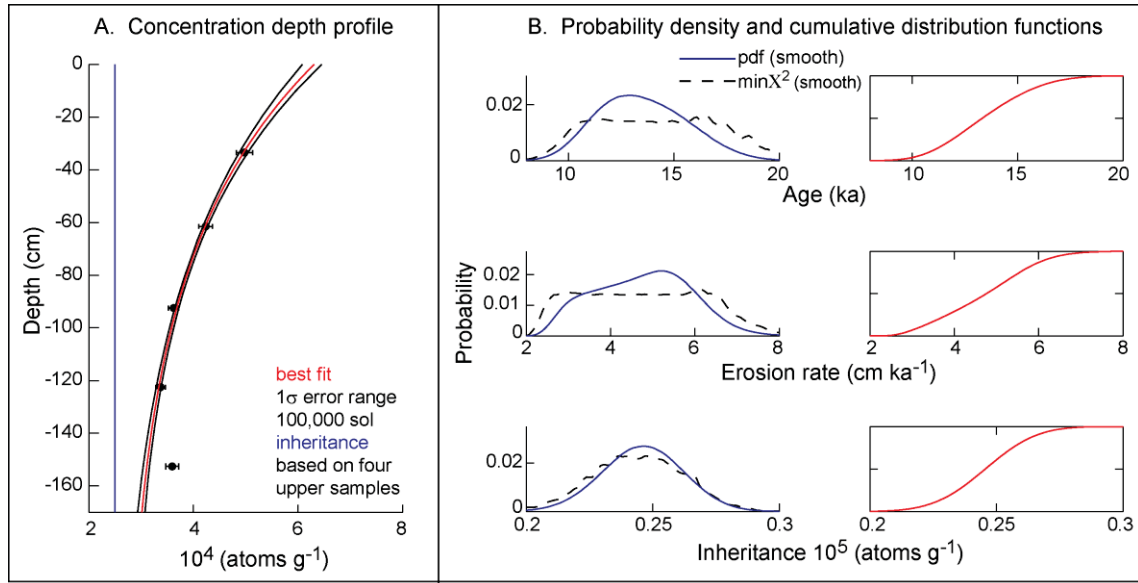 A. Concentration depth profile
0
-20
-40
-60
-80
-100
-120
-140
-160
Depth (cm)
best fit
1σ error range
100,000 sol
inheritance
based on four
upper samples
2 4 6 8
10⁴ (atoms g⁻¹)
B. Probability density and cumulative distribution functions
pdf (smooth)
minX² (smooth)
0.02
0
10 15 20 10 15 20
Age (ka)
Probability
0.02
0.01
0
2 4 6 8 2 4 6 8
Erosion rate (cm ka⁻¹)
0.02
0
0.2 0.25 0.3 0.2 0.25 0.3
Inheritance 10⁵ (atoms g⁻¹)